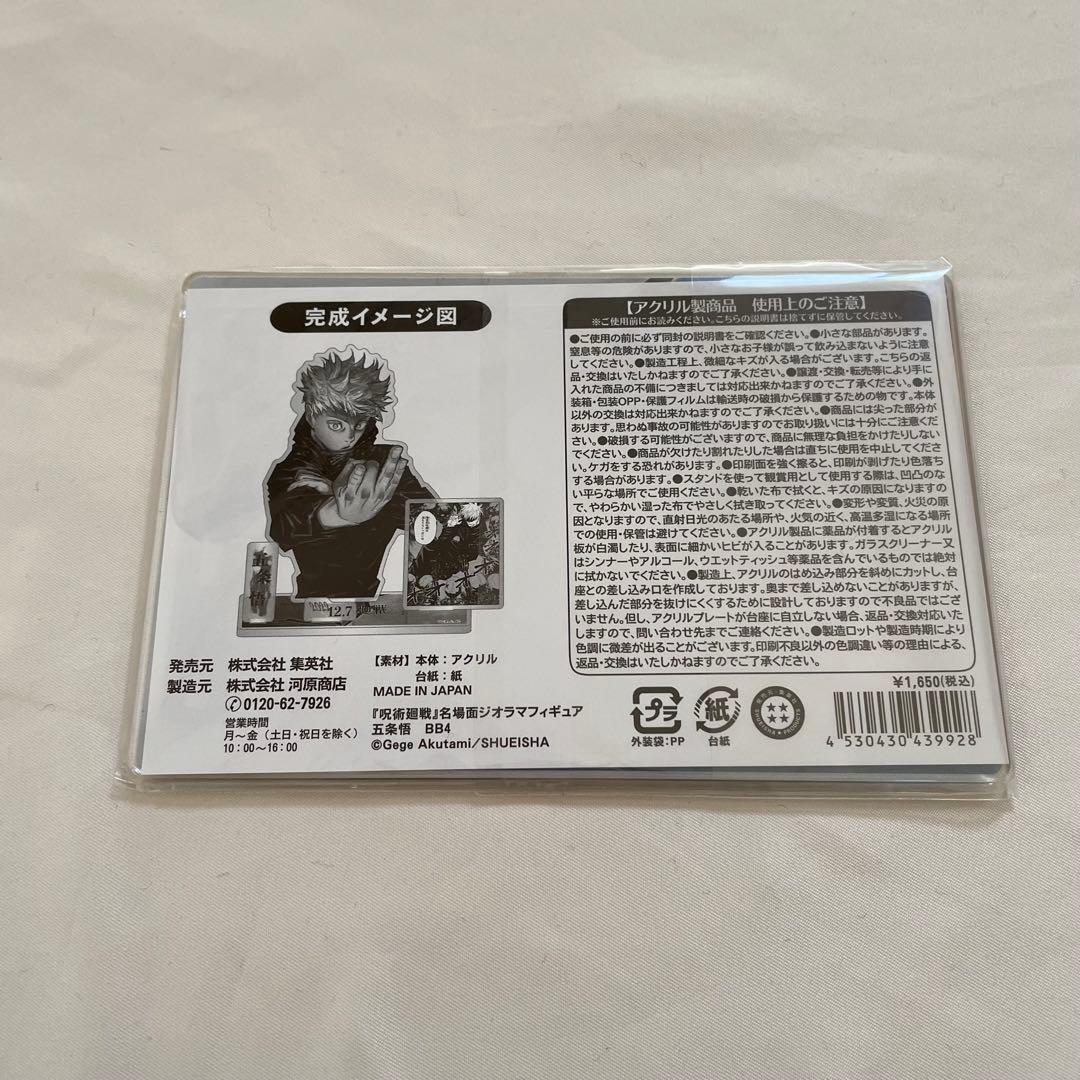 完成イメージ図
五条悟
12.7
発売元 株式会社 集英社
製造元 株式会社 河原商店
0120-62-7926
営業時間
月〜金（土日・祝日を除く）
10：00〜16：00
【素材】本体：アクリル
台紙：紙
MADE IN JAPAN
『呪術廻戦』名場面ジオラマフィギュア
五条悟 BB4
©Gege Akutami/SHUEISHA
【アクリル製商品 使用上のご注意】
※ご使用前にお読みください。こちらの説明書は捨てずに保管してください。
●ご使用の前に必ず同封の説明書をご確認ください。●小さな部品があります。
窒息等の危険がありますので、小さなお子様が誤って飲み込まないように注意
してください。●製造工程上、微細なキズが入る場合がございます。こちらの返
品・交換はいたしかねますのでご了承ください。●譲渡・交換・転売等により手に
入れた商品の不備につきましては対応出来かねますのでご了承ください。●外
装箱・包装OPP・保護フィルムは輸送時の破損から保護するための物です。本体
以外の交換は対応出来かねますのでご了承ください。●商品には尖った部分が
あります。思わぬ事故の可能性がありますのでお取り扱いには十分にご注意くださ
い。●破損する可能性がございますので、商品に無理な負担をかけたりしない
でください。●商品が欠けたり割れたりした場合は直ちに使用を中止してくださ
い。ケガをする恐れがあります。●印刷面を強く擦ると、印刷が剥げたり色落ち
する場合があります。●スタンドを使って観賞用として使用する際は、凹凸のな
い平らな場所でご使用ください。●乾いた布で拭くと、キズの原因になりますの
で、やわらかい湿った布でやさしく拭き取ってください。●変形や変質、火災の原
因となりますので、直射日光のあたる場所や、火気の近く、高温多湿になる場所
での使用・保管は避けてください。●アクリル製品に薬品が付着するとアクリル
板が白濁したり、表面に細かいヒビが入ることがあります。ガラスクリーナー又
はシンナーやアルコール、ウエットティッシュ等薬品を含んでいるものでは絶対
に拭かないでください。●製造上、アクリルのはめ込み部分を斜めにカットし、台
座との差し込み口を作成しております。奥まで差し込めないことがありますが、
差し込んだ部分を抜けにくくするために設計しておりますので不良品ではござ
いません。但し、アクリルプレートが台座に自立しない場合、返品・交換対応いた
しますので、問い合わせ先までご連絡ください。●製造ロットや製造時期により
色調に微差が出ることがございます。印刷不良以外の色調違い等の理由による、
返品・交換はいたしかねますのでご了承ください。
¥1,650(税込)
プラ
外装袋：PP
紙
台紙
4 530430 439928